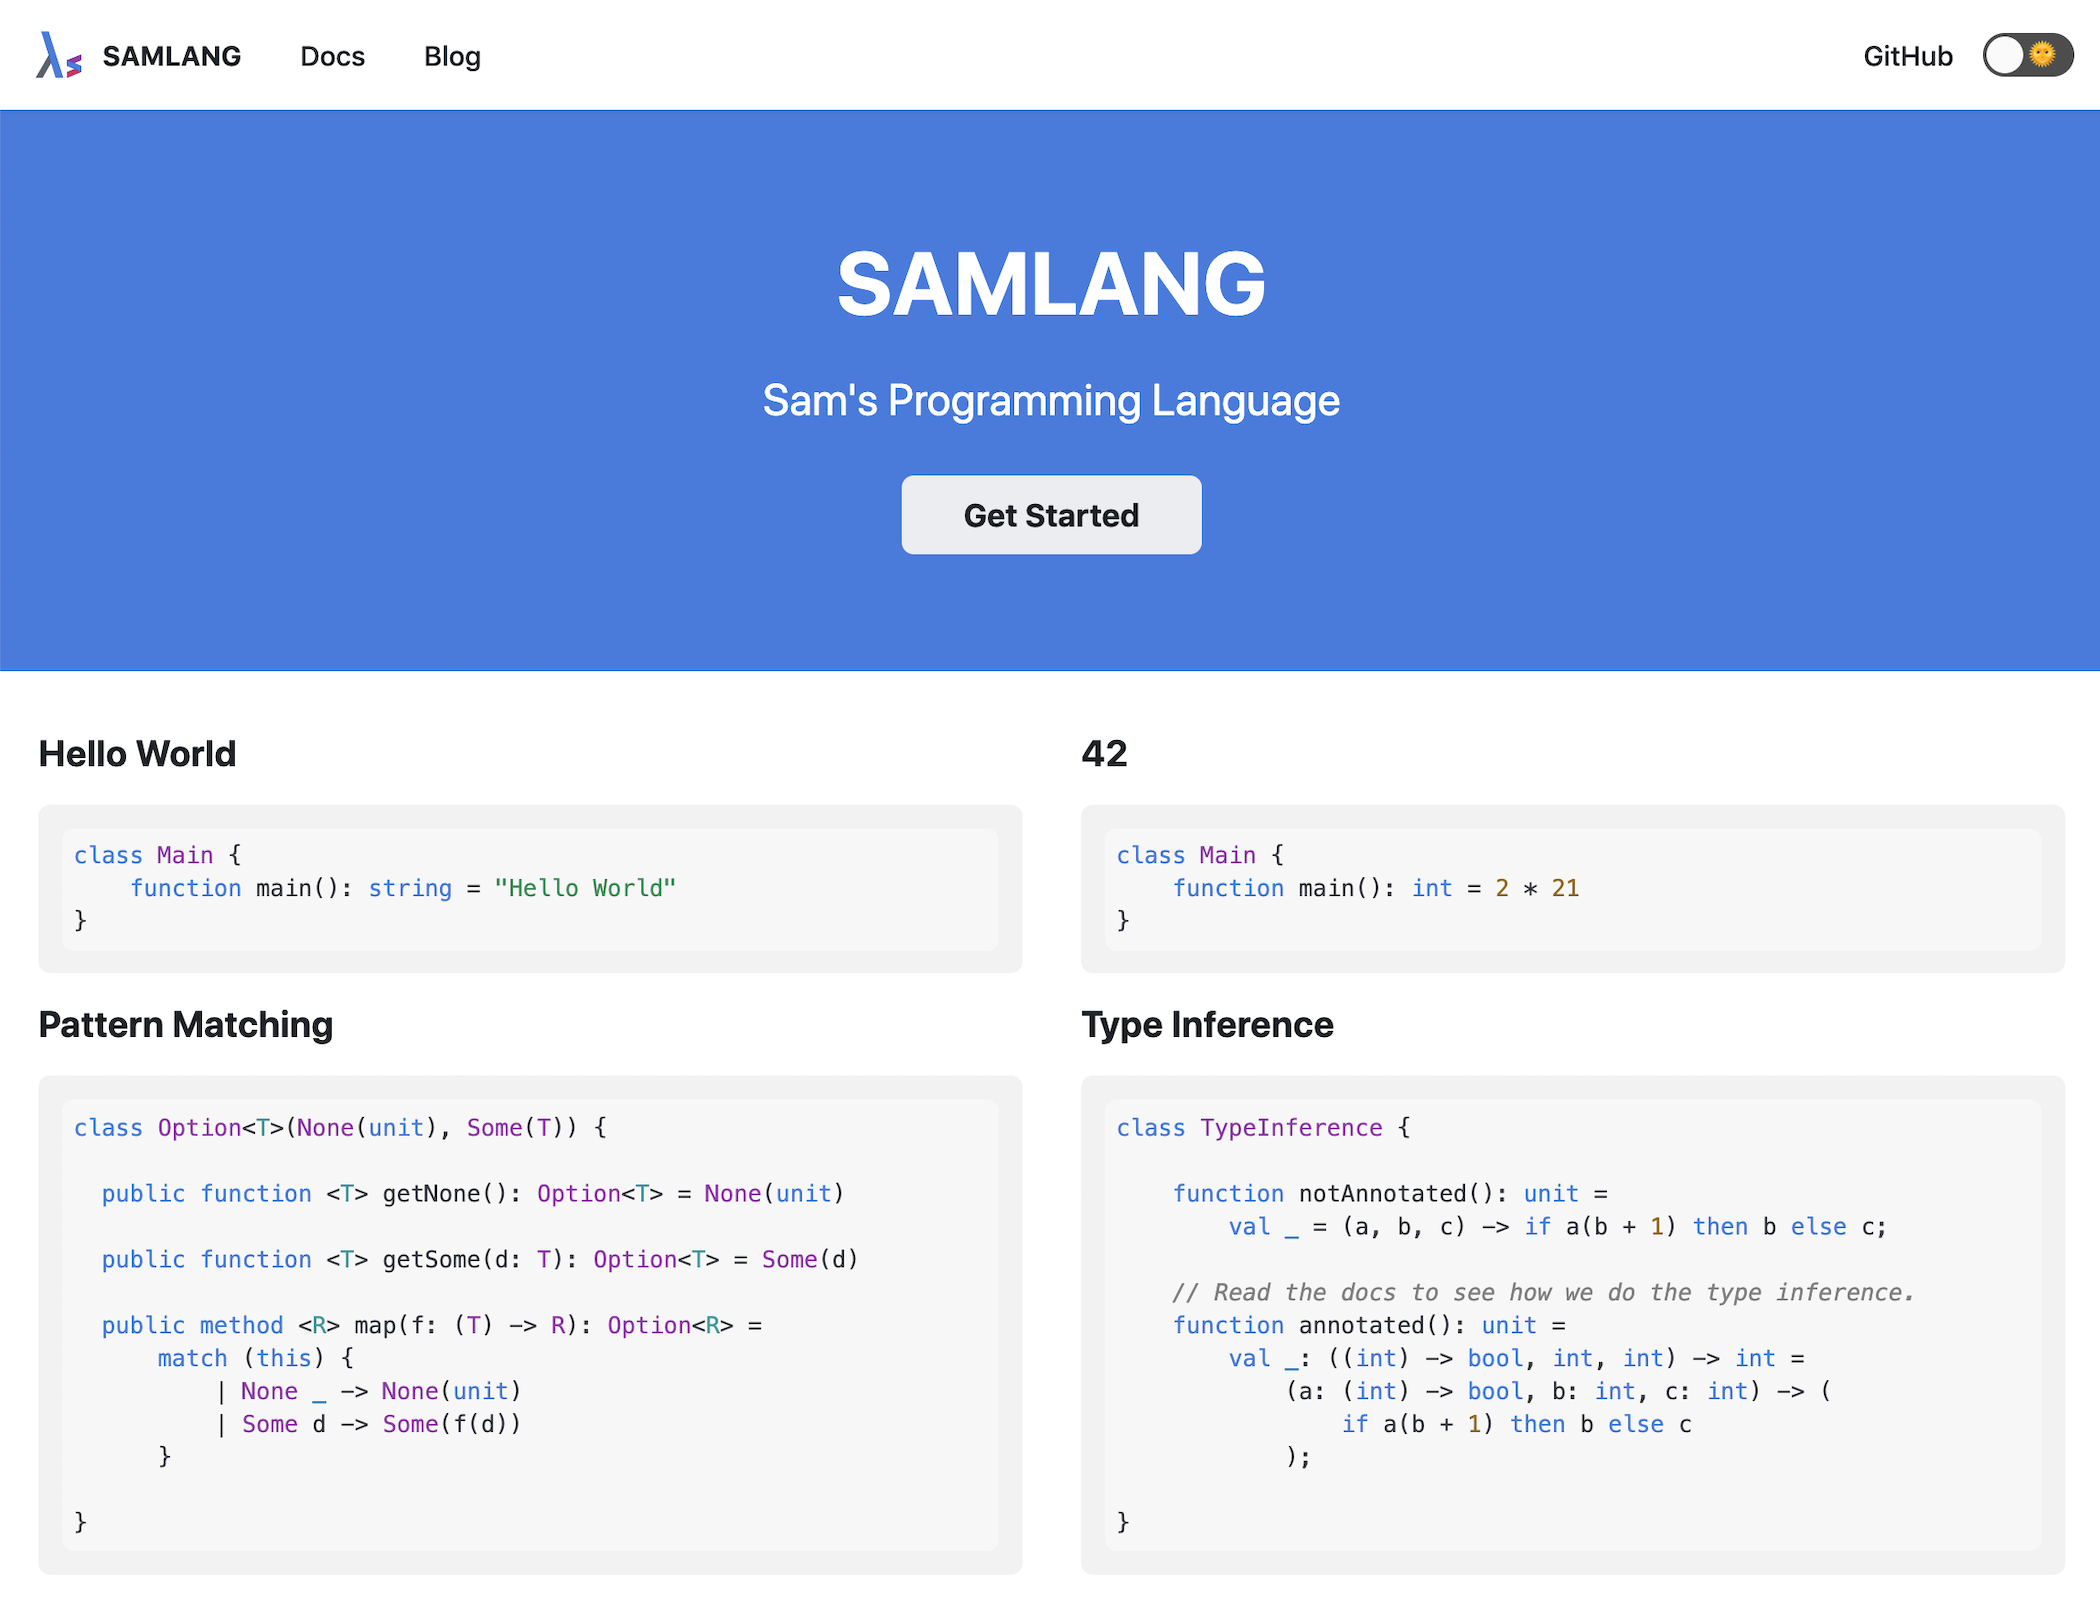 SAMLANG Docs Blog GitHub
SAMLANG
Sam's Programming Language
Get Started
Hello World
class Main {
    function main(): string = "Hello World"
}
42
class Main {
    function main(): int = 2 * 21
}
Pattern Matching
class Option<T>(None(unit), Some(T)) {
  public function <T> getNone(): Option<T> = None(unit)
  public function <T> getSome(d: T): Option<T> = Some(d)
  public method <R> map(f: (T) -> R): Option<R> =
      match (this) {
          | None _ -> None(unit)
          | Some d -> Some(f(d))
      }
}
Type Inference
class TypeInference {
    function notAnnotated(): unit =
        val _ = (a, b, c) -> if a(b + 1) then b else c;
    // Read the docs to see how we do the type inference.
    function annotated(): unit =
        val _: ((int) -> bool, int, int) -> int =
            (a: (int) -> bool, b: int, c: int) -> (
                if a(b + 1) then b else c
            );
}